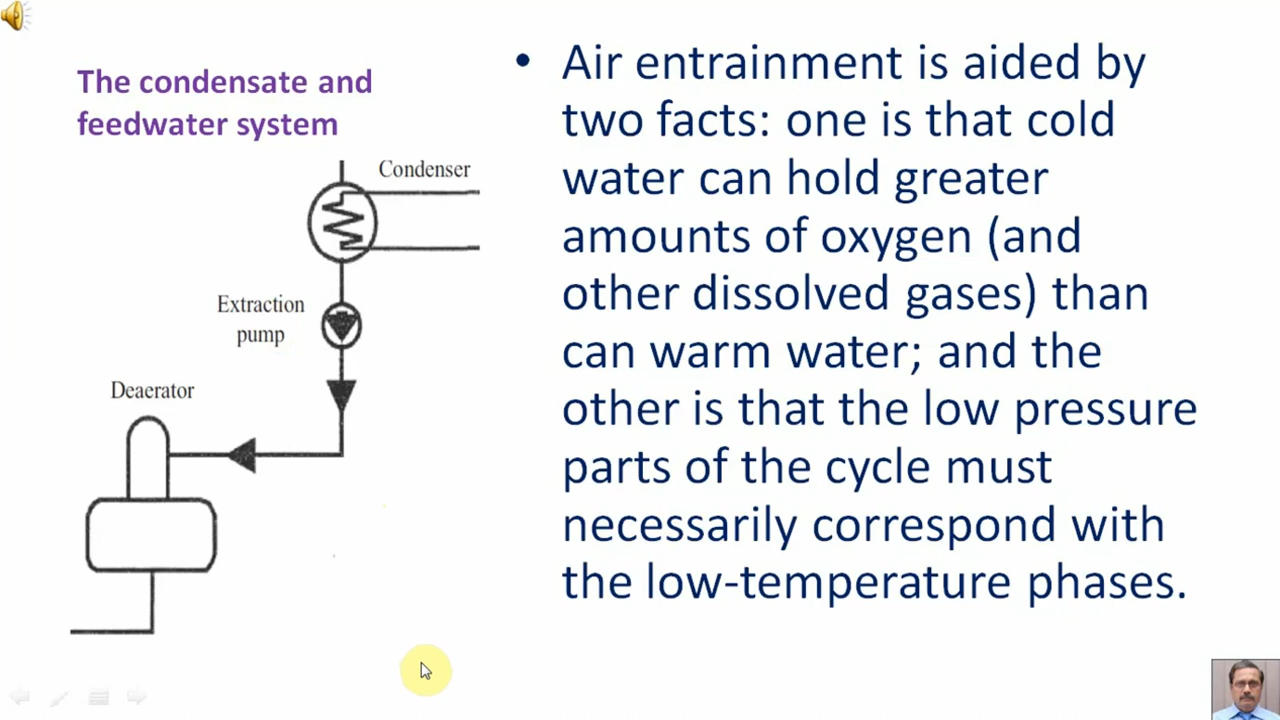 The condensate and
feedwater system
Condenser
Extraction
pump
Deaerator
• Air entrainment is aided by
two facts: one is that cold
water can hold greater
amounts of oxygen (and
other dissolved gases) than
can warm water; and the
other is that the low pressure
parts of the cycle must
necessarily correspond with
the low-temperature phases.